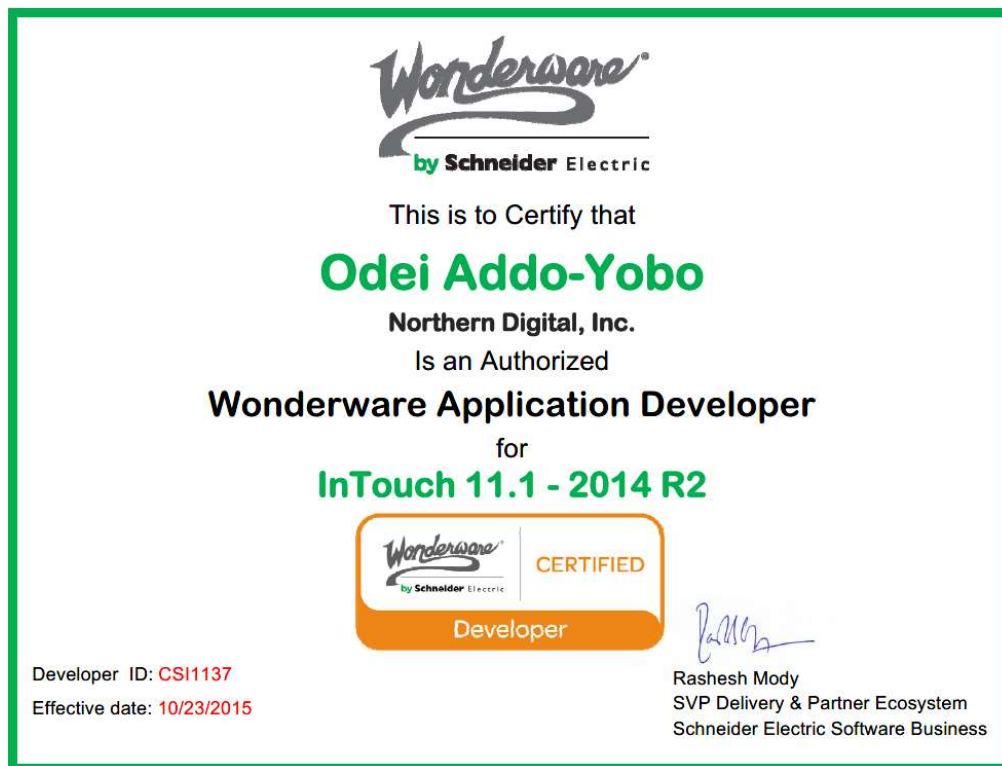 Wonderware®
by Schneider Electric
This is to Certify that
Odei Addo-Yobo
Northern Digital, Inc.
Is an Authorized
Wonderware Application Developer
for
InTouch 11.1 - 2014 R2
Wonderware®
by Schneider Electric
CERTIFIED
Developer
Developer ID: CSI1137
Effective date: 10/23/2015
Rashesh Mody
SVP Delivery & Partner Ecosystem
Schneider Electric Software Business